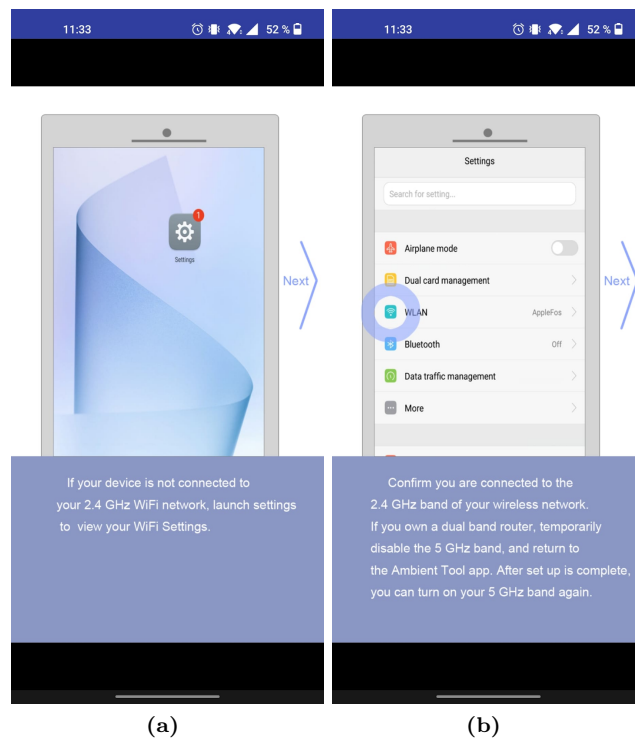 11:33
52 %
1
Settings
Next
If your device is not connected to
your 2.4 GHz WiFi network, launch settings
to view your WiFi Settings.
(a)
11:33
52 %
Settings
Search for setting...
Airplane mode
Dual card management
WLAN AppleFos
Bluetooth Off
Data traffic management
More
Next
Confirm you are connected to the
2.4 GHz band of your wireless network.
If you own a dual band router, temporarily
disable the 5 GHz band, and return to
the Ambient Tool app. After set up is complete,
you can turn on your 5 GHz band again.
(b)